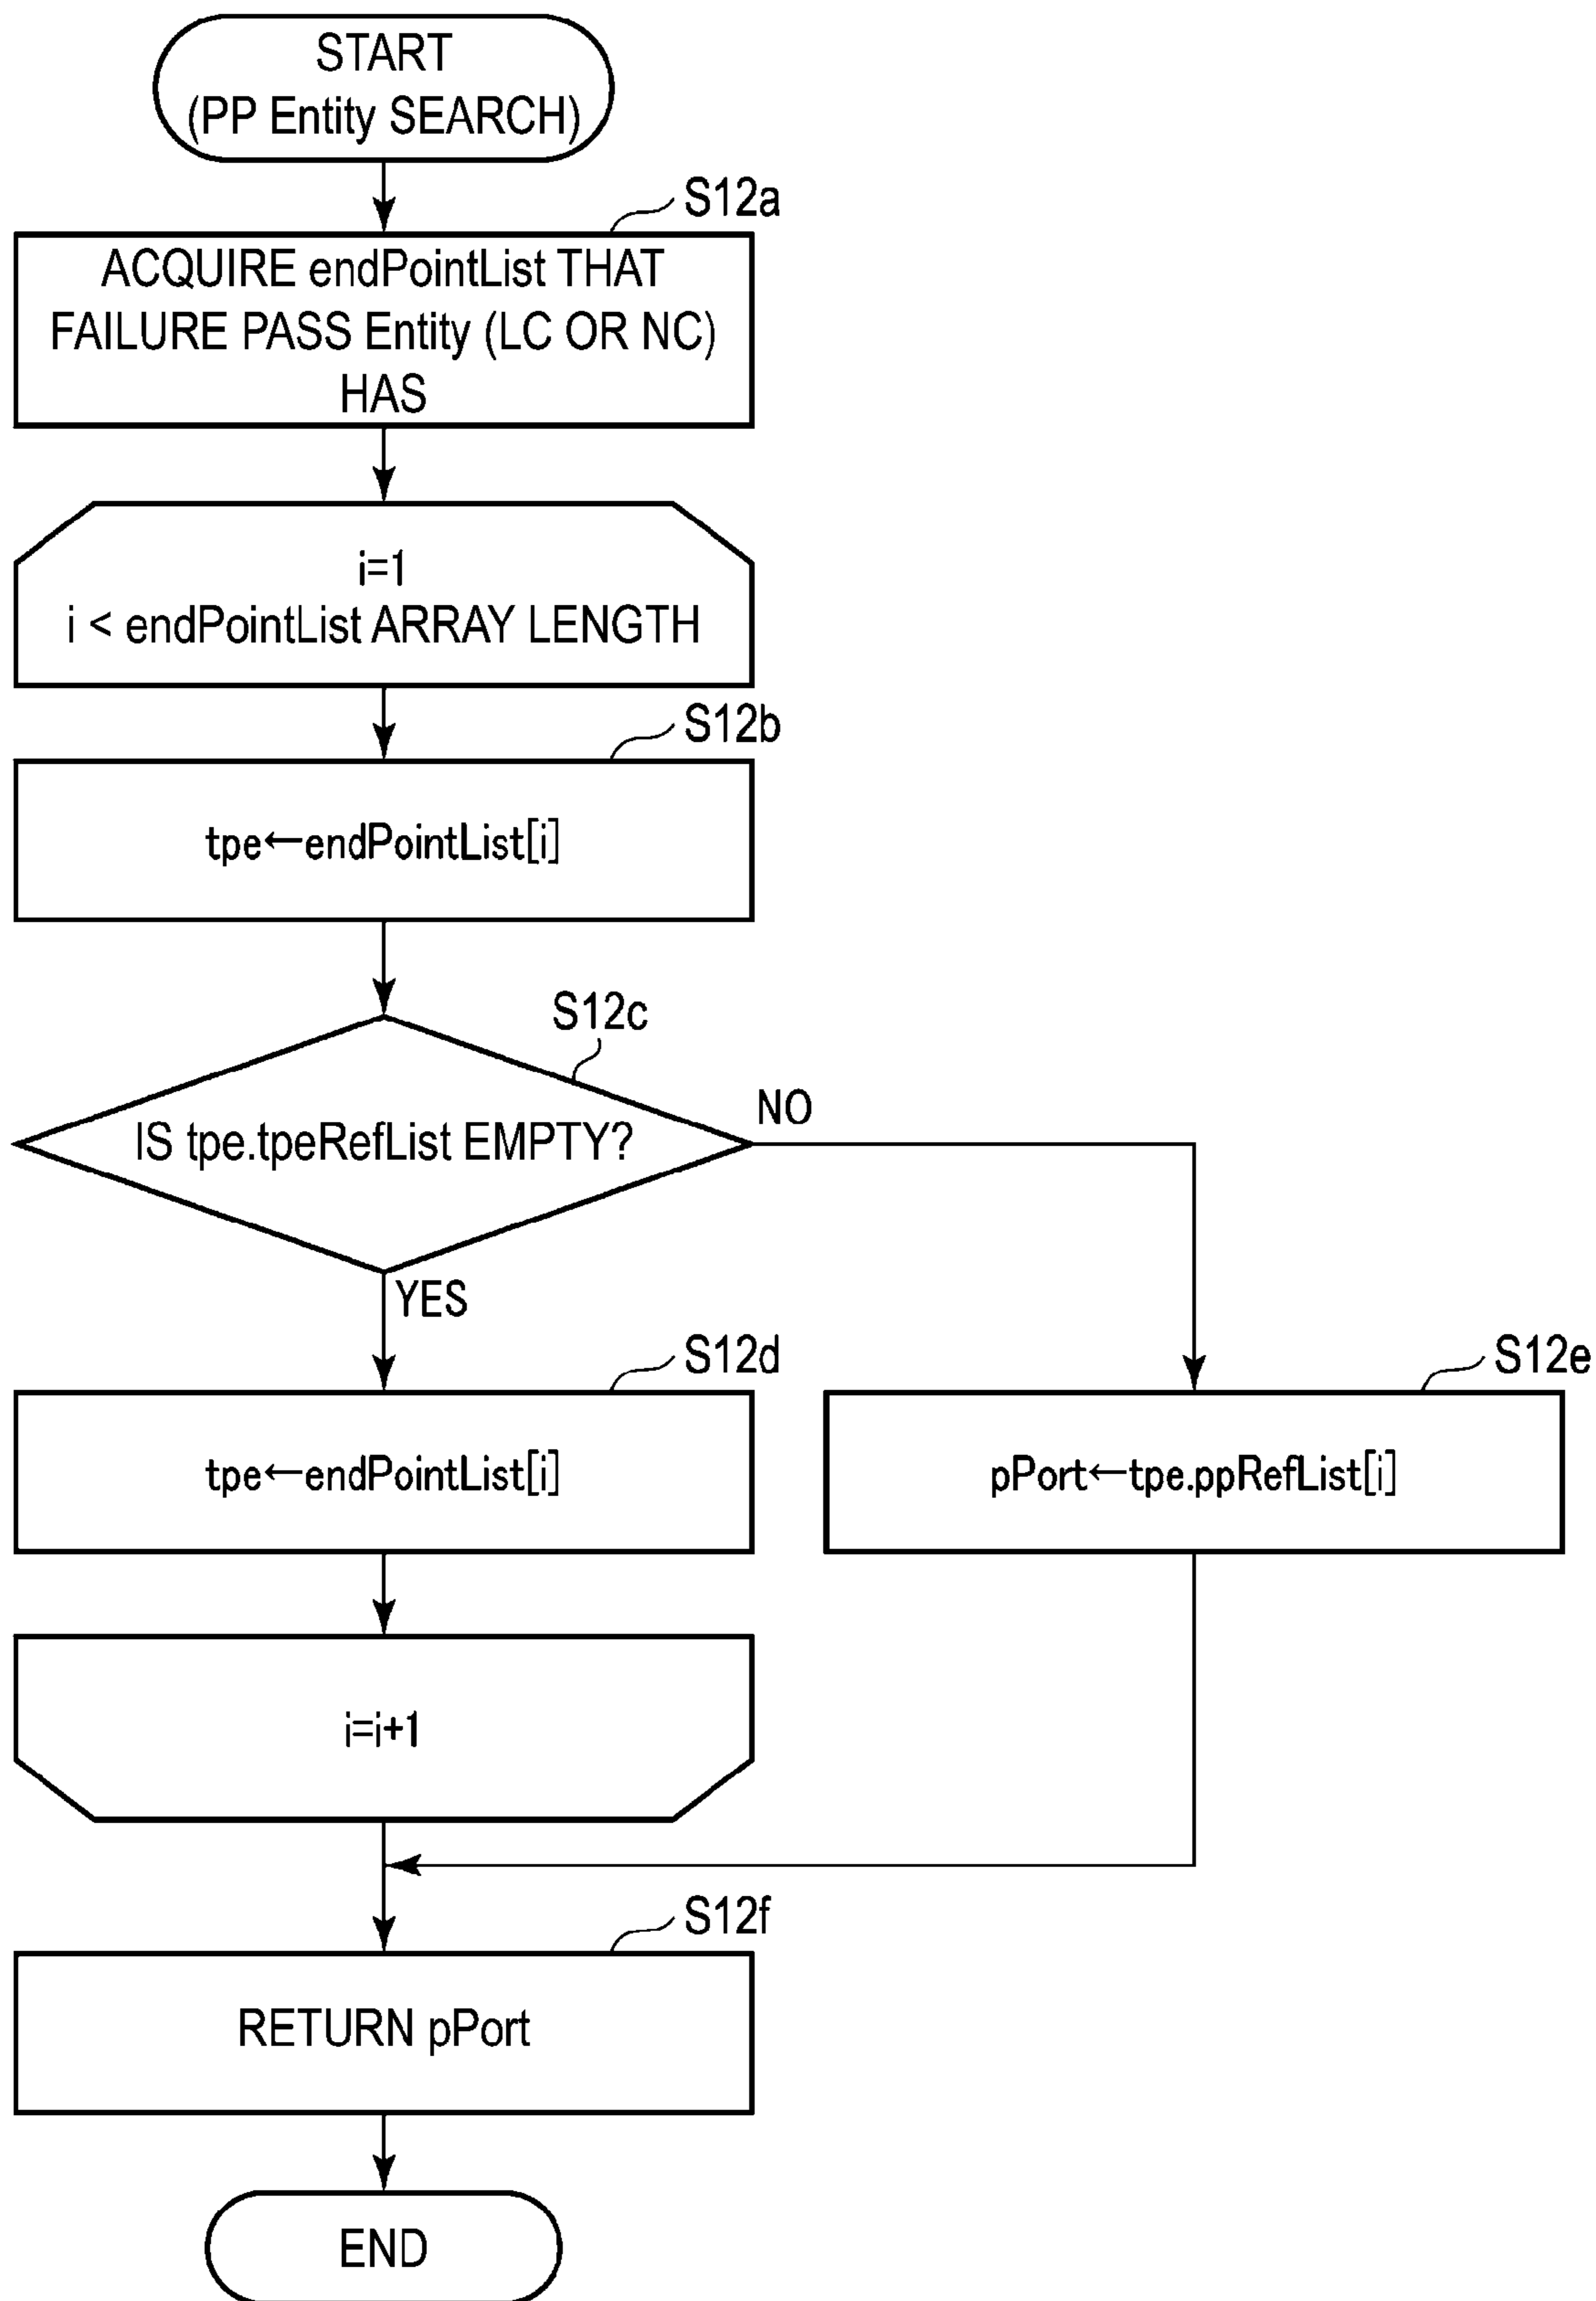 START
(PP Entity SEARCH)
S12a
ACQUIRE endPointList THAT
FAILURE PASS Entity (LC OR NC)
HAS
i=1
i < endPointList ARRAY LENGTH
S12b
tpe←endPointList[i]
S12c
IS tpe.tpeRefList EMPTY?
NO
YES
S12d
tpe←endPointList[i]
S12e
pPort←tpe.ppRefList[i]
i=i+1
S12f
RETURN pPort
END